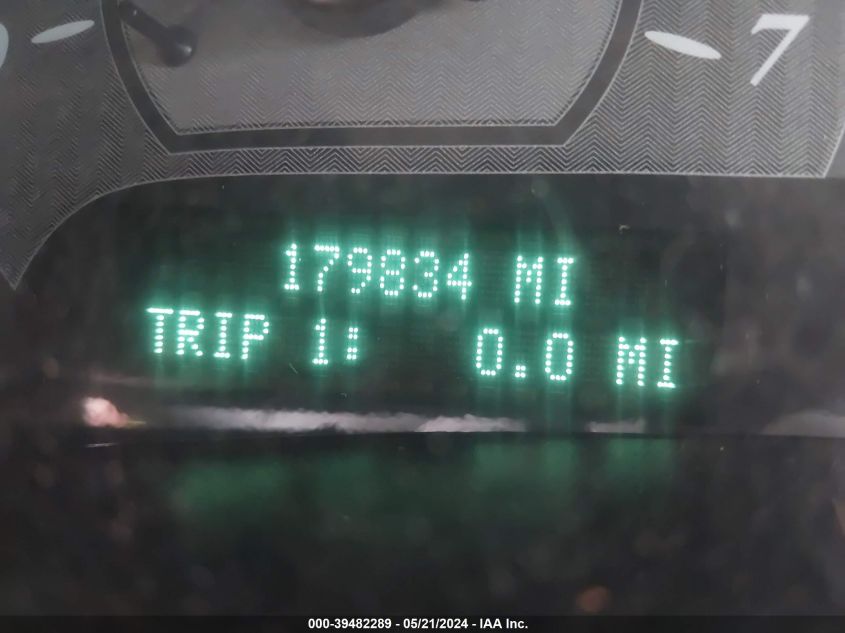 7
179834 MI
TRIP 1: 0.0 MI
000-39482289 - 05/21/2024 - IAA Inc.